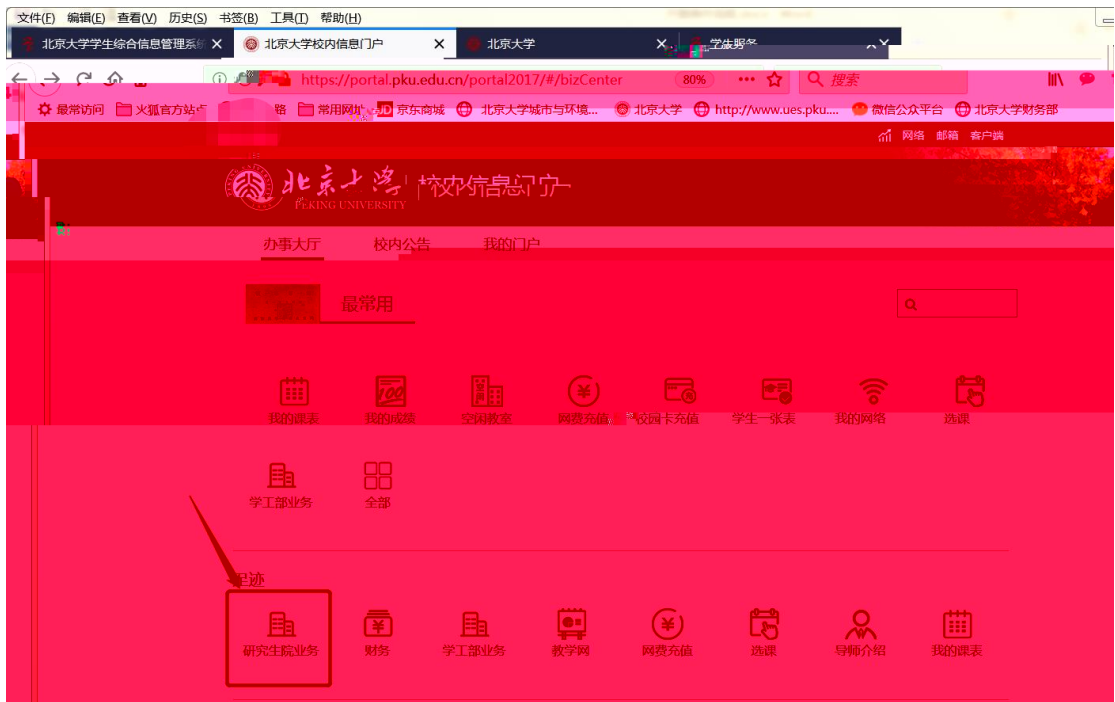 文件(F) 编辑(E) 查看(V) 历史(S) 书签(B) 工具(T) 帮助(H)
北京大学学生综合信息管理系统 × 北京大学校内信息门户 × 北京大学 × 学生服务 ×
https://portal.pku.edu.cn/portal2017/#/bizCenter 80% 搜索
最常访问 火狐官方站点 路 常用网址 JD 京东商城 北京大学城市与环境... 北京大学 http://www.ues.pku.... 微信公众平台 北京大学财务部
网络 邮箱 客户端
北京大学 校内信息门户
PEKING UNIVERSITY
办事大厅 校内公告 我的门户
最常用
100
我的课表 我的成绩 空闲教室 网费充值 校园卡充值 学生一张表 我的网络 选课
学工部业务 全部
足迹
研究生院业务 财务 学工部业务 教学网 网费充值 选课 导师介绍 我的课表